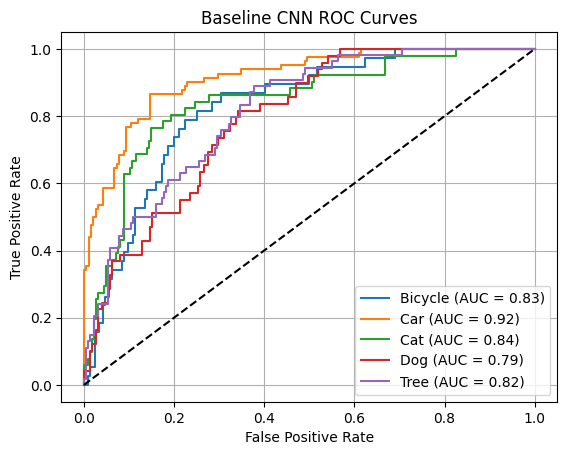 Baseline CNN ROC Curves
True Positive Rate
1.0
0.8
0.6
0.4
0.2
0.0
Bicycle (AUC = 0.83)
Car (AUC = 0.92)
Cat (AUC = 0.84)
Dog (AUC = 0.79)
Tree (AUC = 0.82)
0.0 0.2 0.4 0.6 0.8 1.0
False Positive Rate